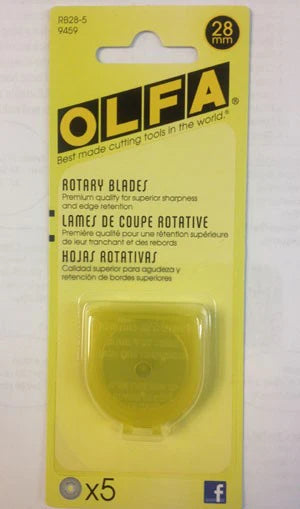 RB28-5
9459
28
mm
OLFA®
Best made cutting tools in the world.®
ROTARY BLADES
Premium quality for superior sharpness
and edge retention
LAMES DE COUPE ROTATIVE
Première qualité pour une rétention supérieure
de leur tranchant et des rebords
HOJAS ROTATIVAS
Calidad superior para agudeza y
retención de bordes superiores
x5
f